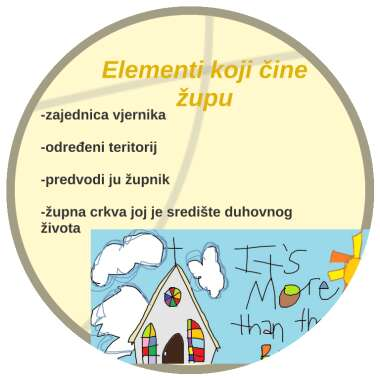 Elementi koji čine
župu
-zajednica vjernika
-određeni teritorij
-predvodi ju župnik
-župna crkva joj je središte duhovnog
života
It's
More
than th